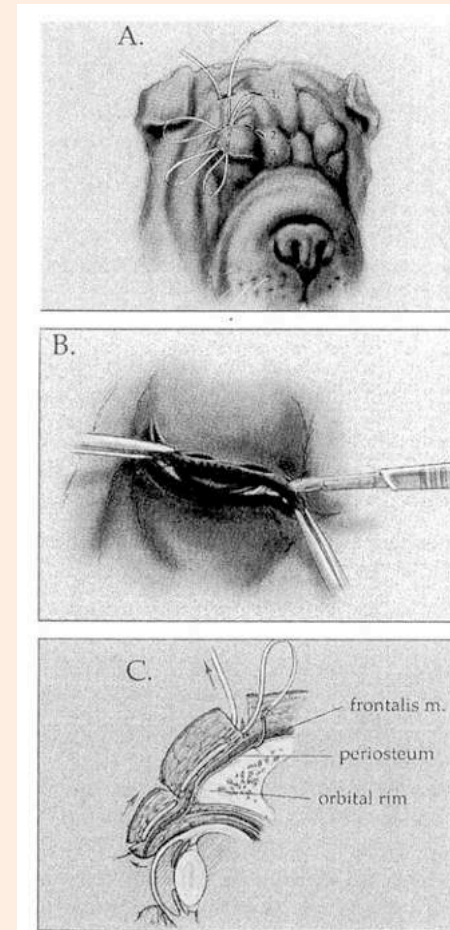 A.
B.
C.
frontalis m.
periosteum
orbital rim